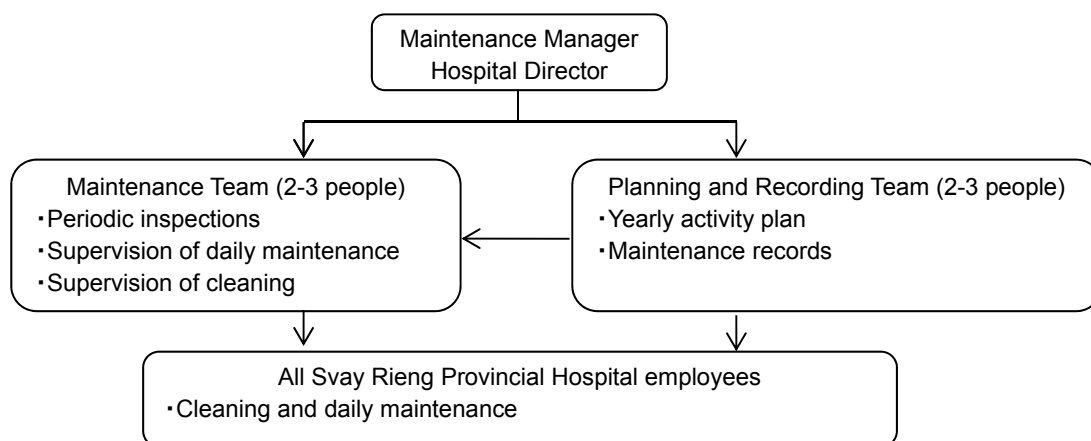 Maintenance Manager
Hospital Director
Maintenance Team (2-3 people)
・Periodic inspections
・Supervision of daily maintenance
・Supervision of cleaning
Planning and Recording Team (2-3 people)
・Yearly activity plan
・Maintenance records
All Svay Rieng Provincial Hospital employees
・Cleaning and daily maintenance